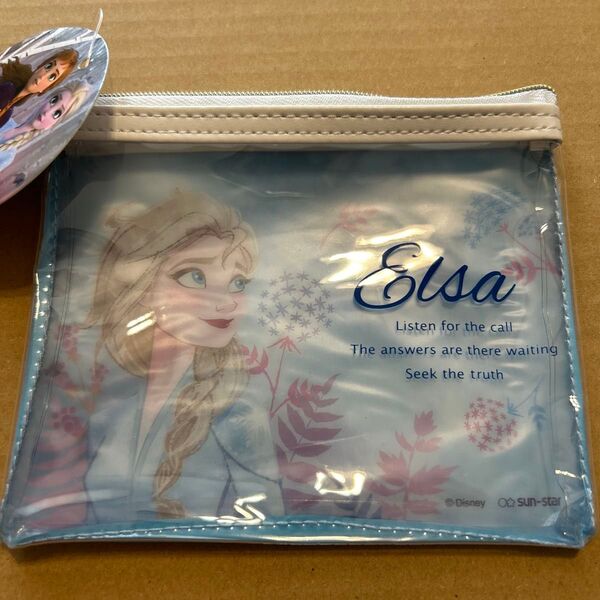 Elsa
Listen for the call
The answers are there waiting
Seek the truth
©Disney sun-star